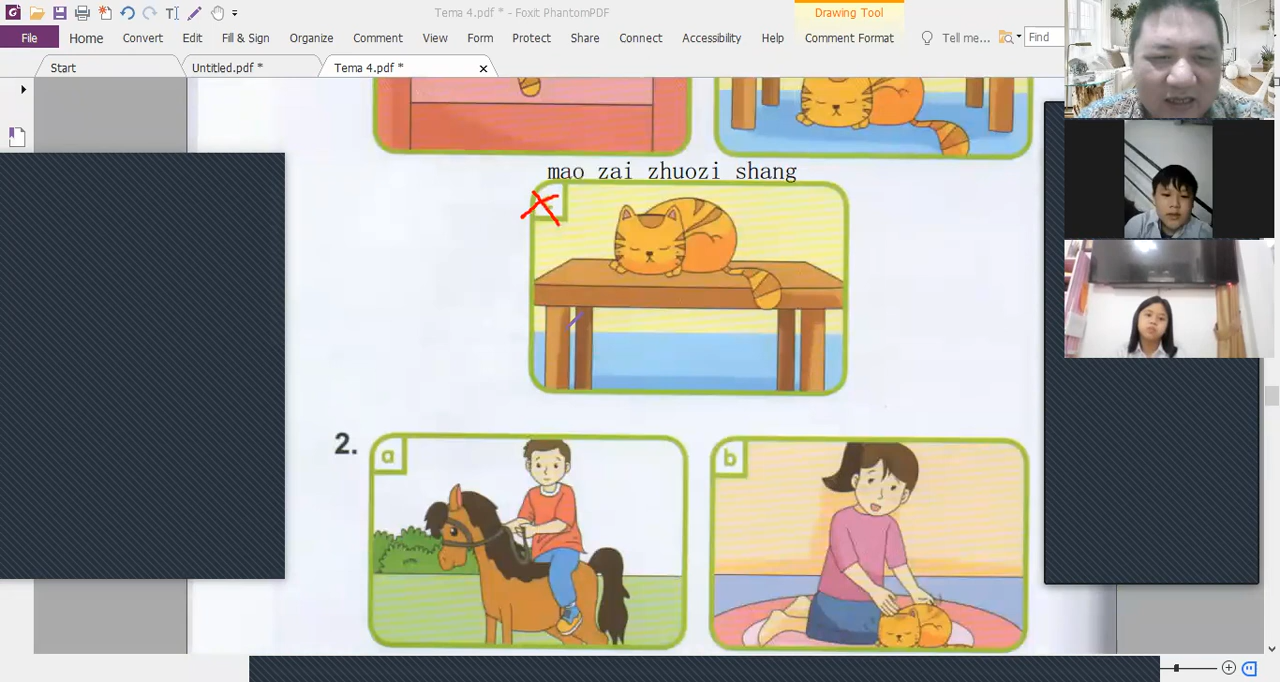 Tema 4.pdf * - Foxit PhantomPDF
Drawing Tool
File Home Convert Edit Fill & Sign Organize Comment View Form Protect Share Connect Accessibility Help Comment Format Tell me... Find
Start Untitled.pdf * Tema 4.pdf *
mao zai zhuozi shang
2.
a
b